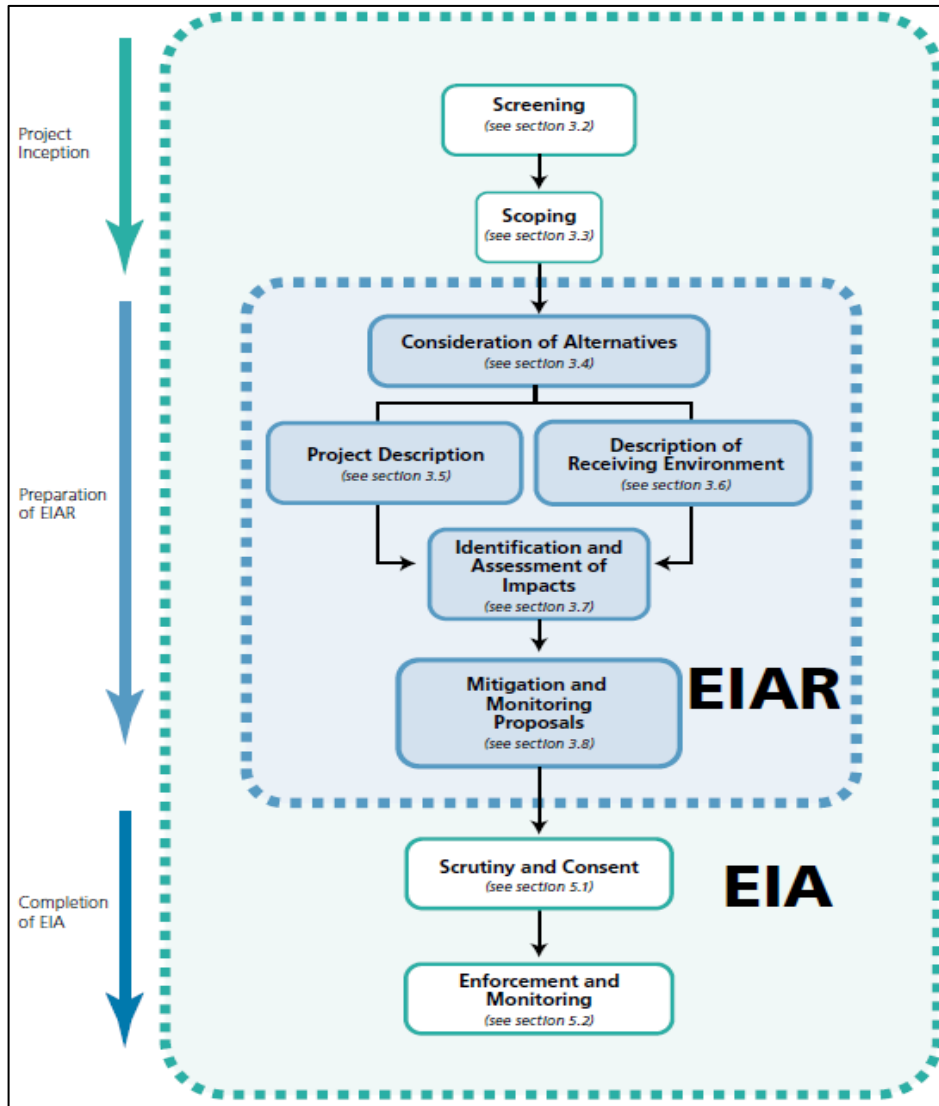 Project
Inception
Screening
(see section 3.2)
Scoping
(see section 3.3)
Preparation
of EIAR
Consideration of Alternatives
(see section 3.4)
Project Description
(see section 3.5)
Description of
Receiving Environment
(see section 3.6)
Identification and
Assessment of
Impacts
(see section 3.7)
Mitigation and
Monitoring
Proposals
(see section 3.8)
EIAR
Completion
of EIA
Scrutiny and Consent
(see section 5.1)
EIA
Enforcement and
Monitoring
(see section 5.2)